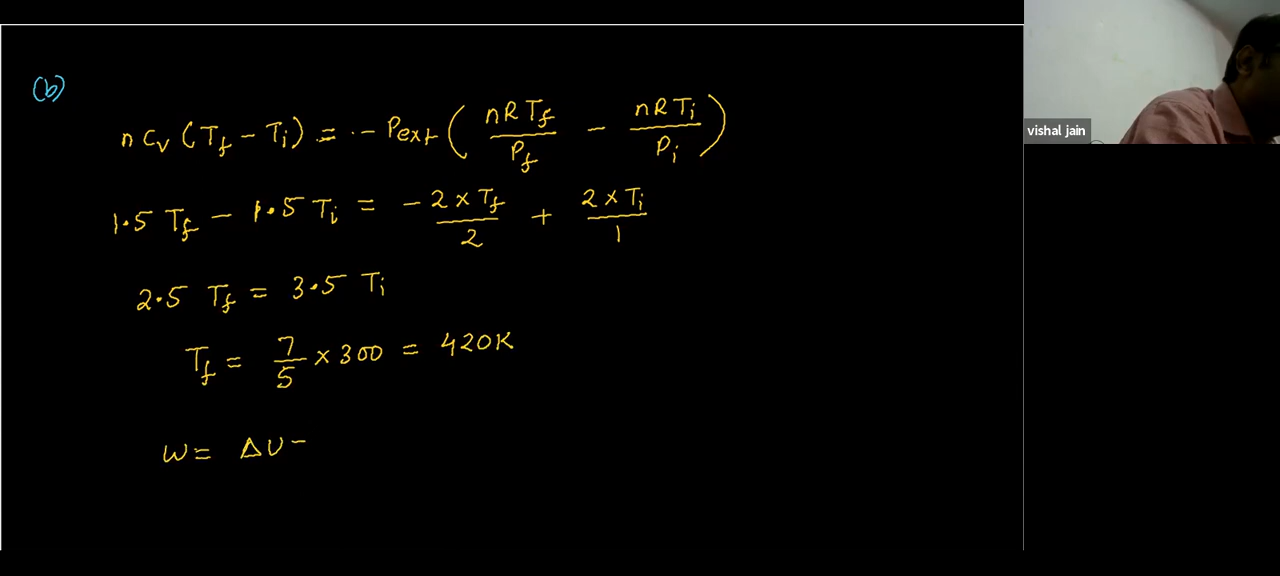 (b)
n Cv (Tf - Ti) = - Pext ( nRTf / Pf - nRTi / Pi )
1.5 Tf - 1.5 Ti = - 2 × Tf / 2 + 2 × Ti / 1
2.5 Tf = 3.5 Ti
Tf = 7/5 × 300 = 420K
W = ΔU -
vishal jain